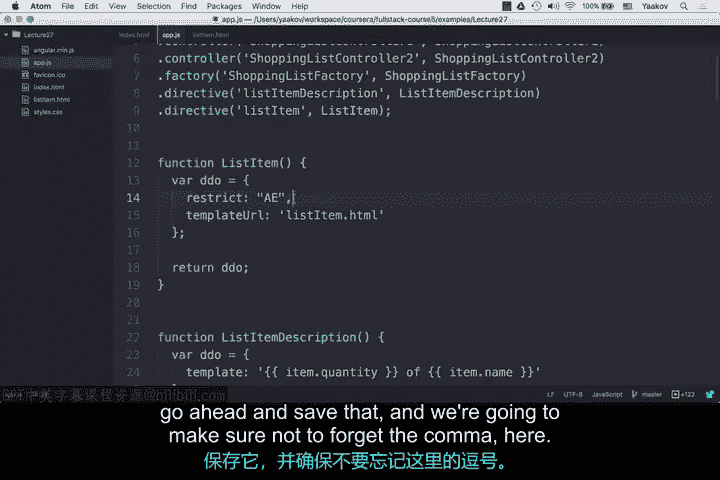 Atom File Edit View Selection Find Packages Window Help 100% Yaakov
app.js — /Users/yaakov/workspace/coursera/fullstack-course5/examples/Lecture27
Lecture27
angular.min.js
app.js
favicon.ico
index.html
listItem.html
styles.css
index.html app.js listItem.html
6 .controller('ShoppingListController2', ShoppingListController2)
7 .factory('ShoppingListFactory', ShoppingListFactory)
8 .directive('listItemDescription', ListItemDescription)
9 .directive('listItem', ListItem);
10
11
12 function ListItem() {
13 var ddo = {
14 restrict: "AE",
15 templateUrl: 'listItem.html'
16 };
17
18 return ddo;
19 }
20
21
22 function ListItemDescription() {
23 var ddo = {
24 template: '{{ item.quantity }} of {{ item.name }}'
LF UTF-8 JavaScript master +122
go ahead and save that, and we're going to
make sure not to forget the comma, here.
保存它，并确保不要忘记这里的逗号。